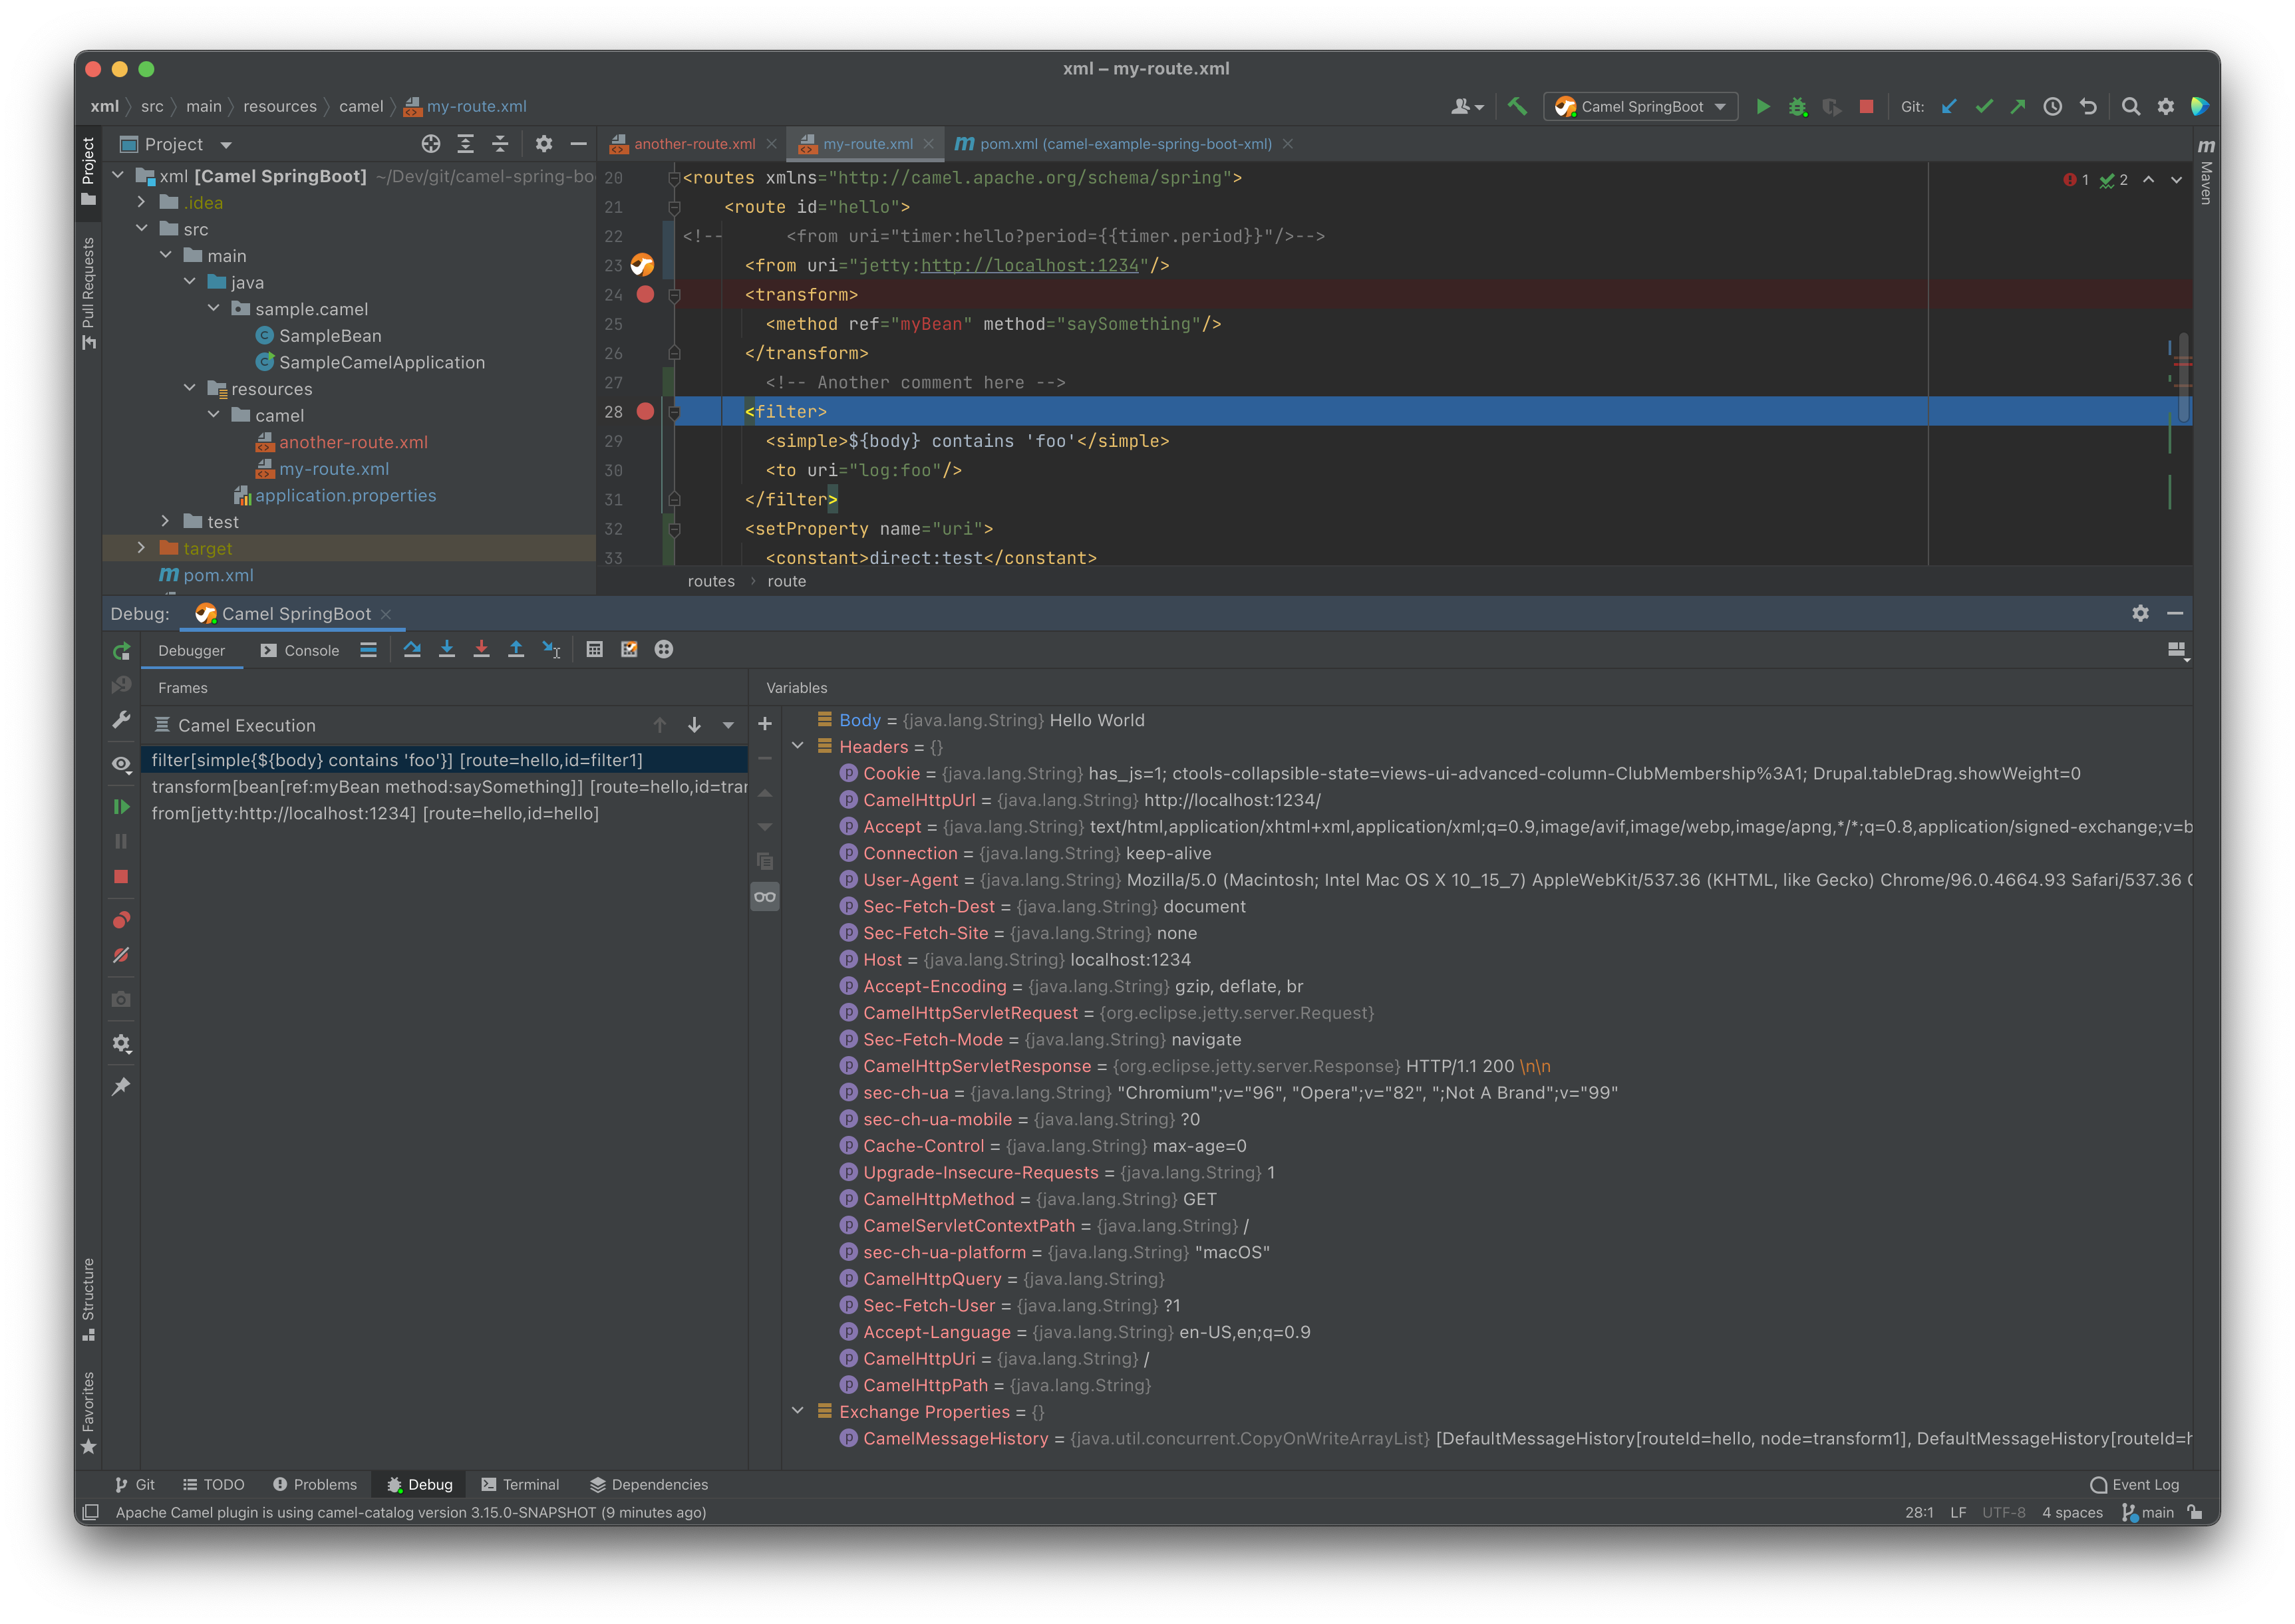 xml – my-route.xml
xml src main resources camel my-route.xml
Camel SpringBoot
Git:
Project
Pull Requests
Structure
Favorites
Maven
Project
xml [Camel SpringBoot] ~/Dev/git/camel-spring-bo
.idea
src
main
java
sample.camel
SampleBean
SampleCamelApplication
resources
camel
another-route.xml
my-route.xml
application.properties
test
target
pom.xml
another-route.xml
my-route.xml
pom.xml (camel-example-spring-boot-xml)
1 2
20 <routes xmlns="http://camel.apache.org/schema/spring">
21 <route id="hello">
22 <!-- <from uri="timer:hello?period={{timer.period}}"/>-->
23 <from uri="jetty:http://localhost:1234"/>
24 <transform>
25 <method ref="myBean" method="saySomething"/>
26 </transform>
27 <!-- Another comment here -->
28 <filter>
29 <simple>${body} contains 'foo'</simple>
30 <to uri="log:foo"/>
31 </filter>
32 <setProperty name="uri">
33 <constant>direct:test</constant>
routes › route
Debug: Camel SpringBoot
Debugger Console
Frames
Camel Execution
filter[simple{${body} contains 'foo'}] [route=hello,id=filter1]
transform[bean[ref:myBean method:saySomething]] [route=hello,id=trar
from[jetty:http://localhost:1234] [route=hello,id=hello]
Variables
Body = {java.lang.String} Hello World
Headers = {}
Cookie = {java.lang.String} has_js=1; ctools-collapsible-state=views-ui-advanced-column-ClubMembership%3A1; Drupal.tableDrag.showWeight=0
CamelHttpUrl = {java.lang.String} http://localhost:1234/
Accept = {java.lang.String} text/html,application/xhtml+xml,application/xml;q=0.9,image/avif,image/webp,image/apng,*/*;q=0.8,application/signed-exchange;v=b
Connection = {java.lang.String} keep-alive
User-Agent = {java.lang.String} Mozilla/5.0 (Macintosh; Intel Mac OS X 10_15_7) AppleWebKit/537.36 (KHTML, like Gecko) Chrome/96.0.4664.93 Safari/537.36 C
Sec-Fetch-Dest = {java.lang.String} document
Sec-Fetch-Site = {java.lang.String} none
Host = {java.lang.String} localhost:1234
Accept-Encoding = {java.lang.String} gzip, deflate, br
CamelHttpServletRequest = {org.eclipse.jetty.server.Request}
Sec-Fetch-Mode = {java.lang.String} navigate
CamelHttpServletResponse = {org.eclipse.jetty.server.Response} HTTP/1.1 200 \n\n
sec-ch-ua = {java.lang.String} "Chromium";v="96", "Opera";v="82", ";Not A Brand";v="99"
sec-ch-ua-mobile = {java.lang.String} ?0
Cache-Control = {java.lang.String} max-age=0
Upgrade-Insecure-Requests = {java.lang.String} 1
CamelHttpMethod = {java.lang.String} GET
CamelServletContextPath = {java.lang.String} /
sec-ch-ua-platform = {java.lang.String} "macOS"
CamelHttpQuery = {java.lang.String}
Sec-Fetch-User = {java.lang.String} ?1
Accept-Language = {java.lang.String} en-US,en;q=0.9
CamelHttpUri = {java.lang.String} /
CamelHttpPath = {java.lang.String}
Exchange Properties = {}
CamelMessageHistory = {java.util.concurrent.CopyOnWriteArrayList} [DefaultMessageHistory[routeId=hello, node=transform1], DefaultMessageHistory[routeId=h
Git TODO Problems Debug Terminal Dependencies Event Log
Apache Camel plugin is using camel-catalog version 3.15.0-SNAPSHOT (9 minutes ago) 28:1 LF UTF-8 4 spaces main